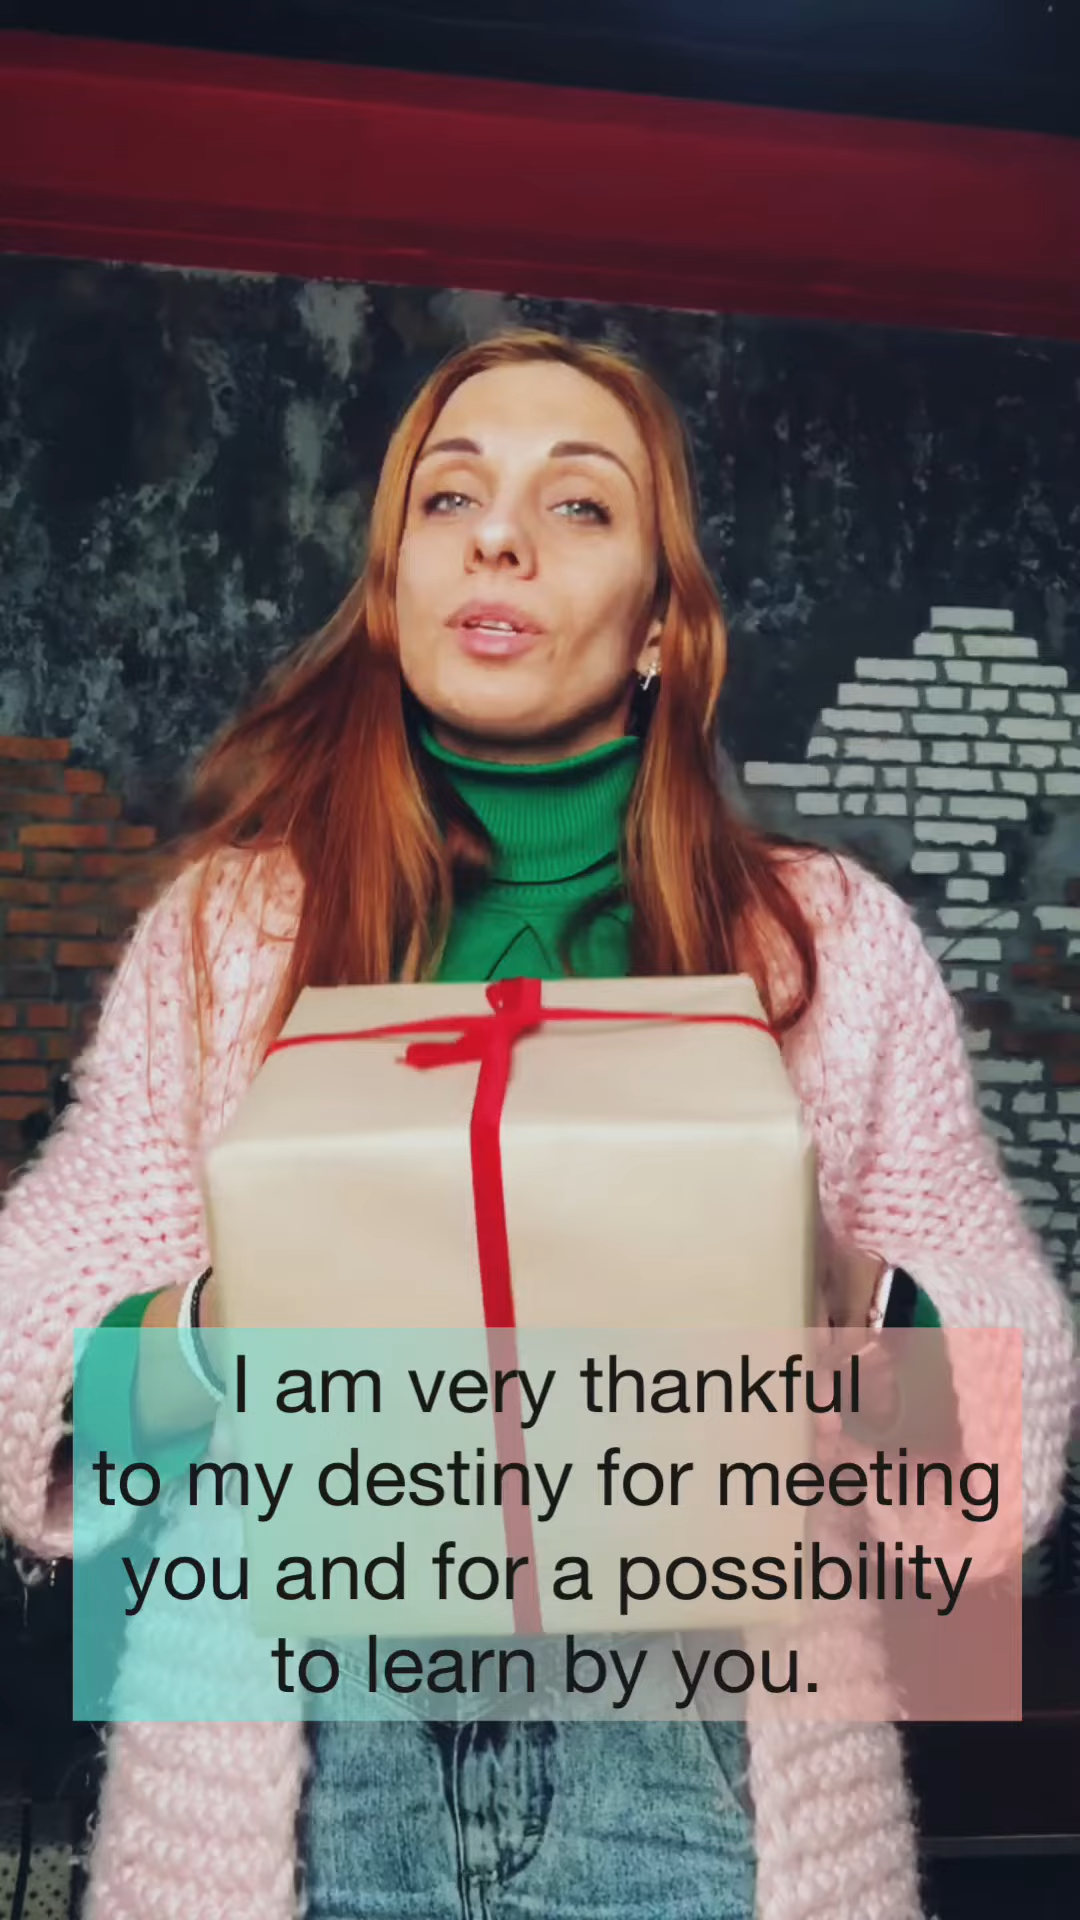 I am very thankful
to my destiny for meeting
you and for a possibility
to learn by you.